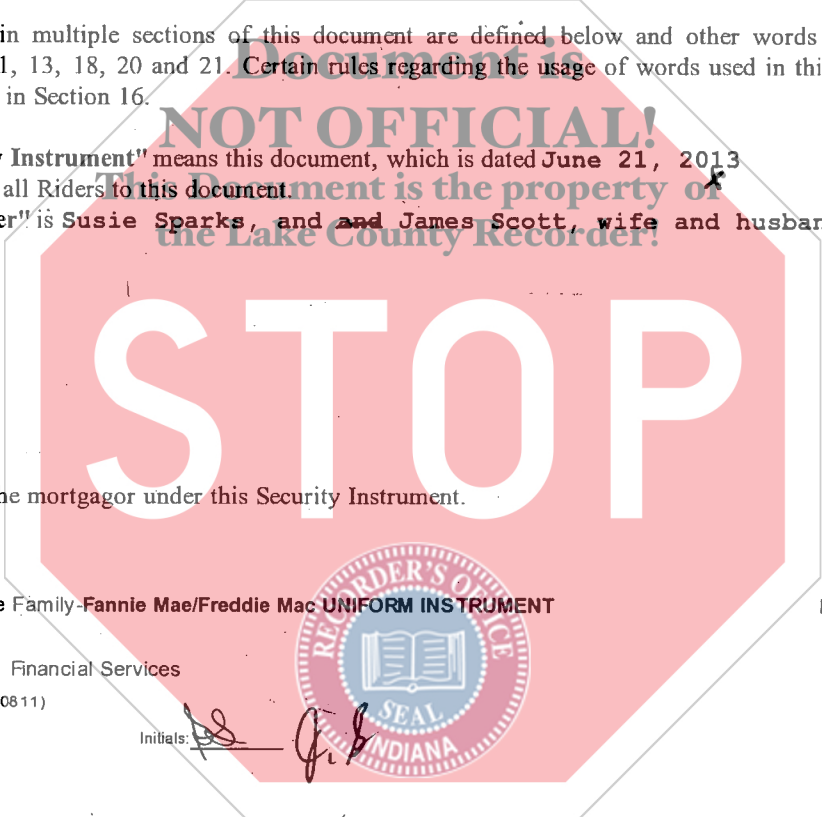 in multiple sections of this document are defined below and other words
1, 13, 18, 20 and 21. Certain rules regarding the usage of words used in thi
in Section 16.
Document is
NOT OFFICIAL!
This Document is the property of
the Lake County Recorder!
Instrument" means this document, which is dated June 21, 2013
all Riders to this document.
er" is Susie Sparks, and and James Scott, wife and husban
STOP
he mortgagor under this Security Instrument.
e Family-Fannie Mae/Freddie Mac UNIFORM INSTRUMENT
Financial Services
0811)
Initials:
RECORDER'S OFFICE
SEAL
INDIANA